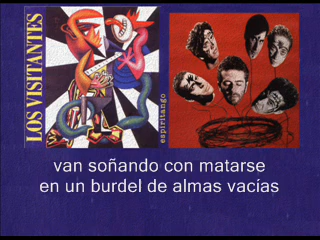 LOS VISITANTES
espiritango
van soñando con matarse
en un burdel de almas vacías